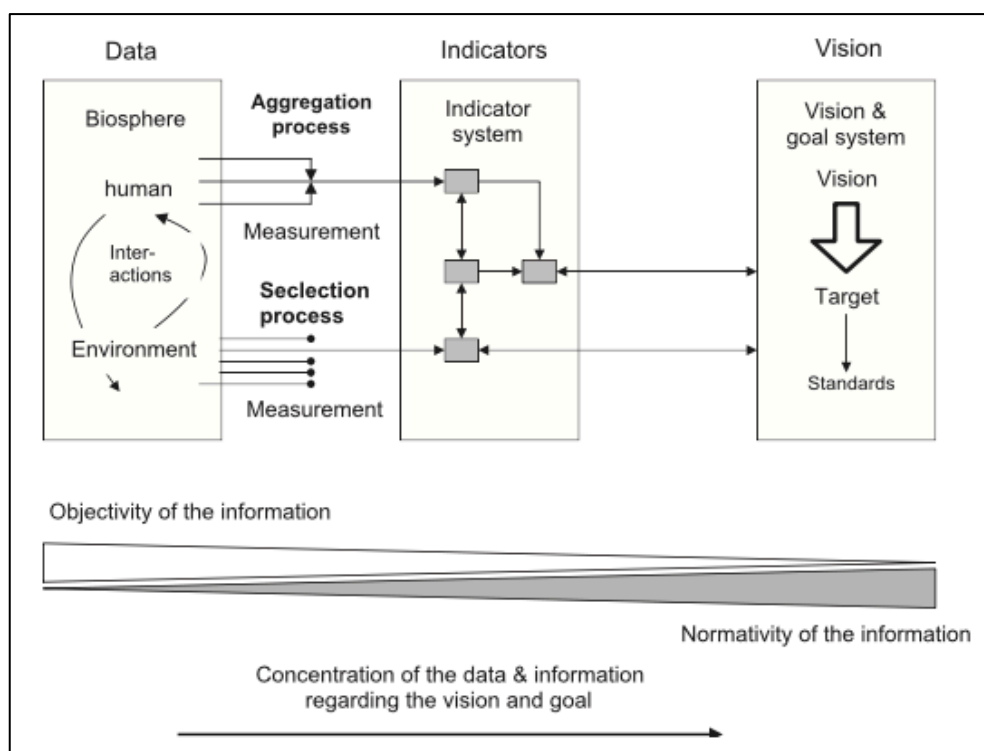 Data
Indicators
Vision
Biosphere
human
Inter-
actions
Environment
Aggregation
process
Measurement
Seclection
process
Measurement
Indicator
system
Vision &
goal system
Vision
Target
Standards
Objectivity of the information
Normativity of the information
Concentration of the data & information
regarding the vision and goal